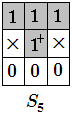 1 1 1
× 1⁺ ×
0 0 0
S₅